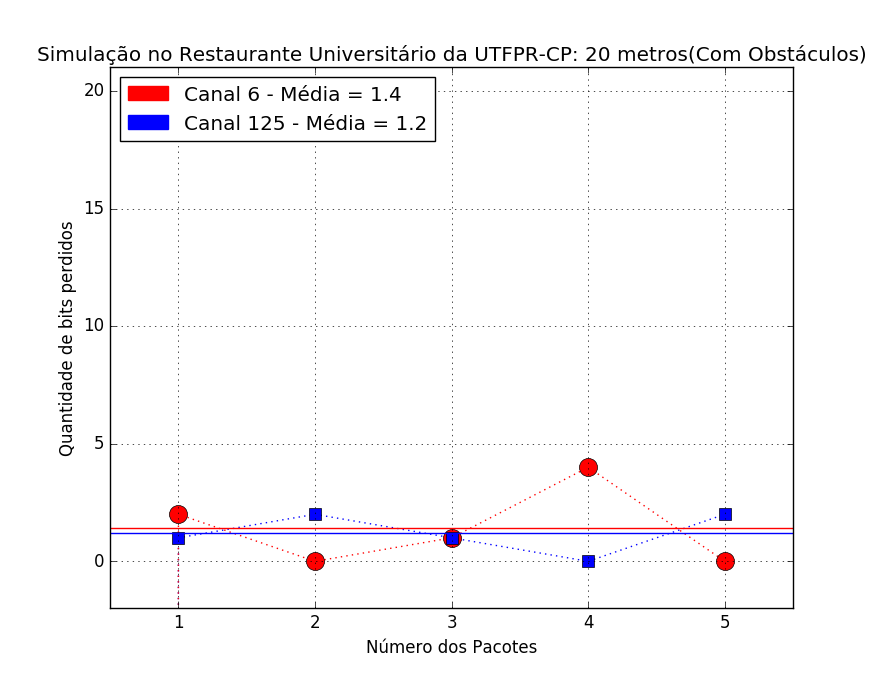 Simulação no Restaurante Universitário da UTFPR-CP: 20 metros(Com Obstáculos)
Canal 6 - Média = 1.4
Canal 125 - Média = 1.2
20
15
10
5
0
Quantidade de bits perdidos
1 2 3 4 5
Número dos Pacotes